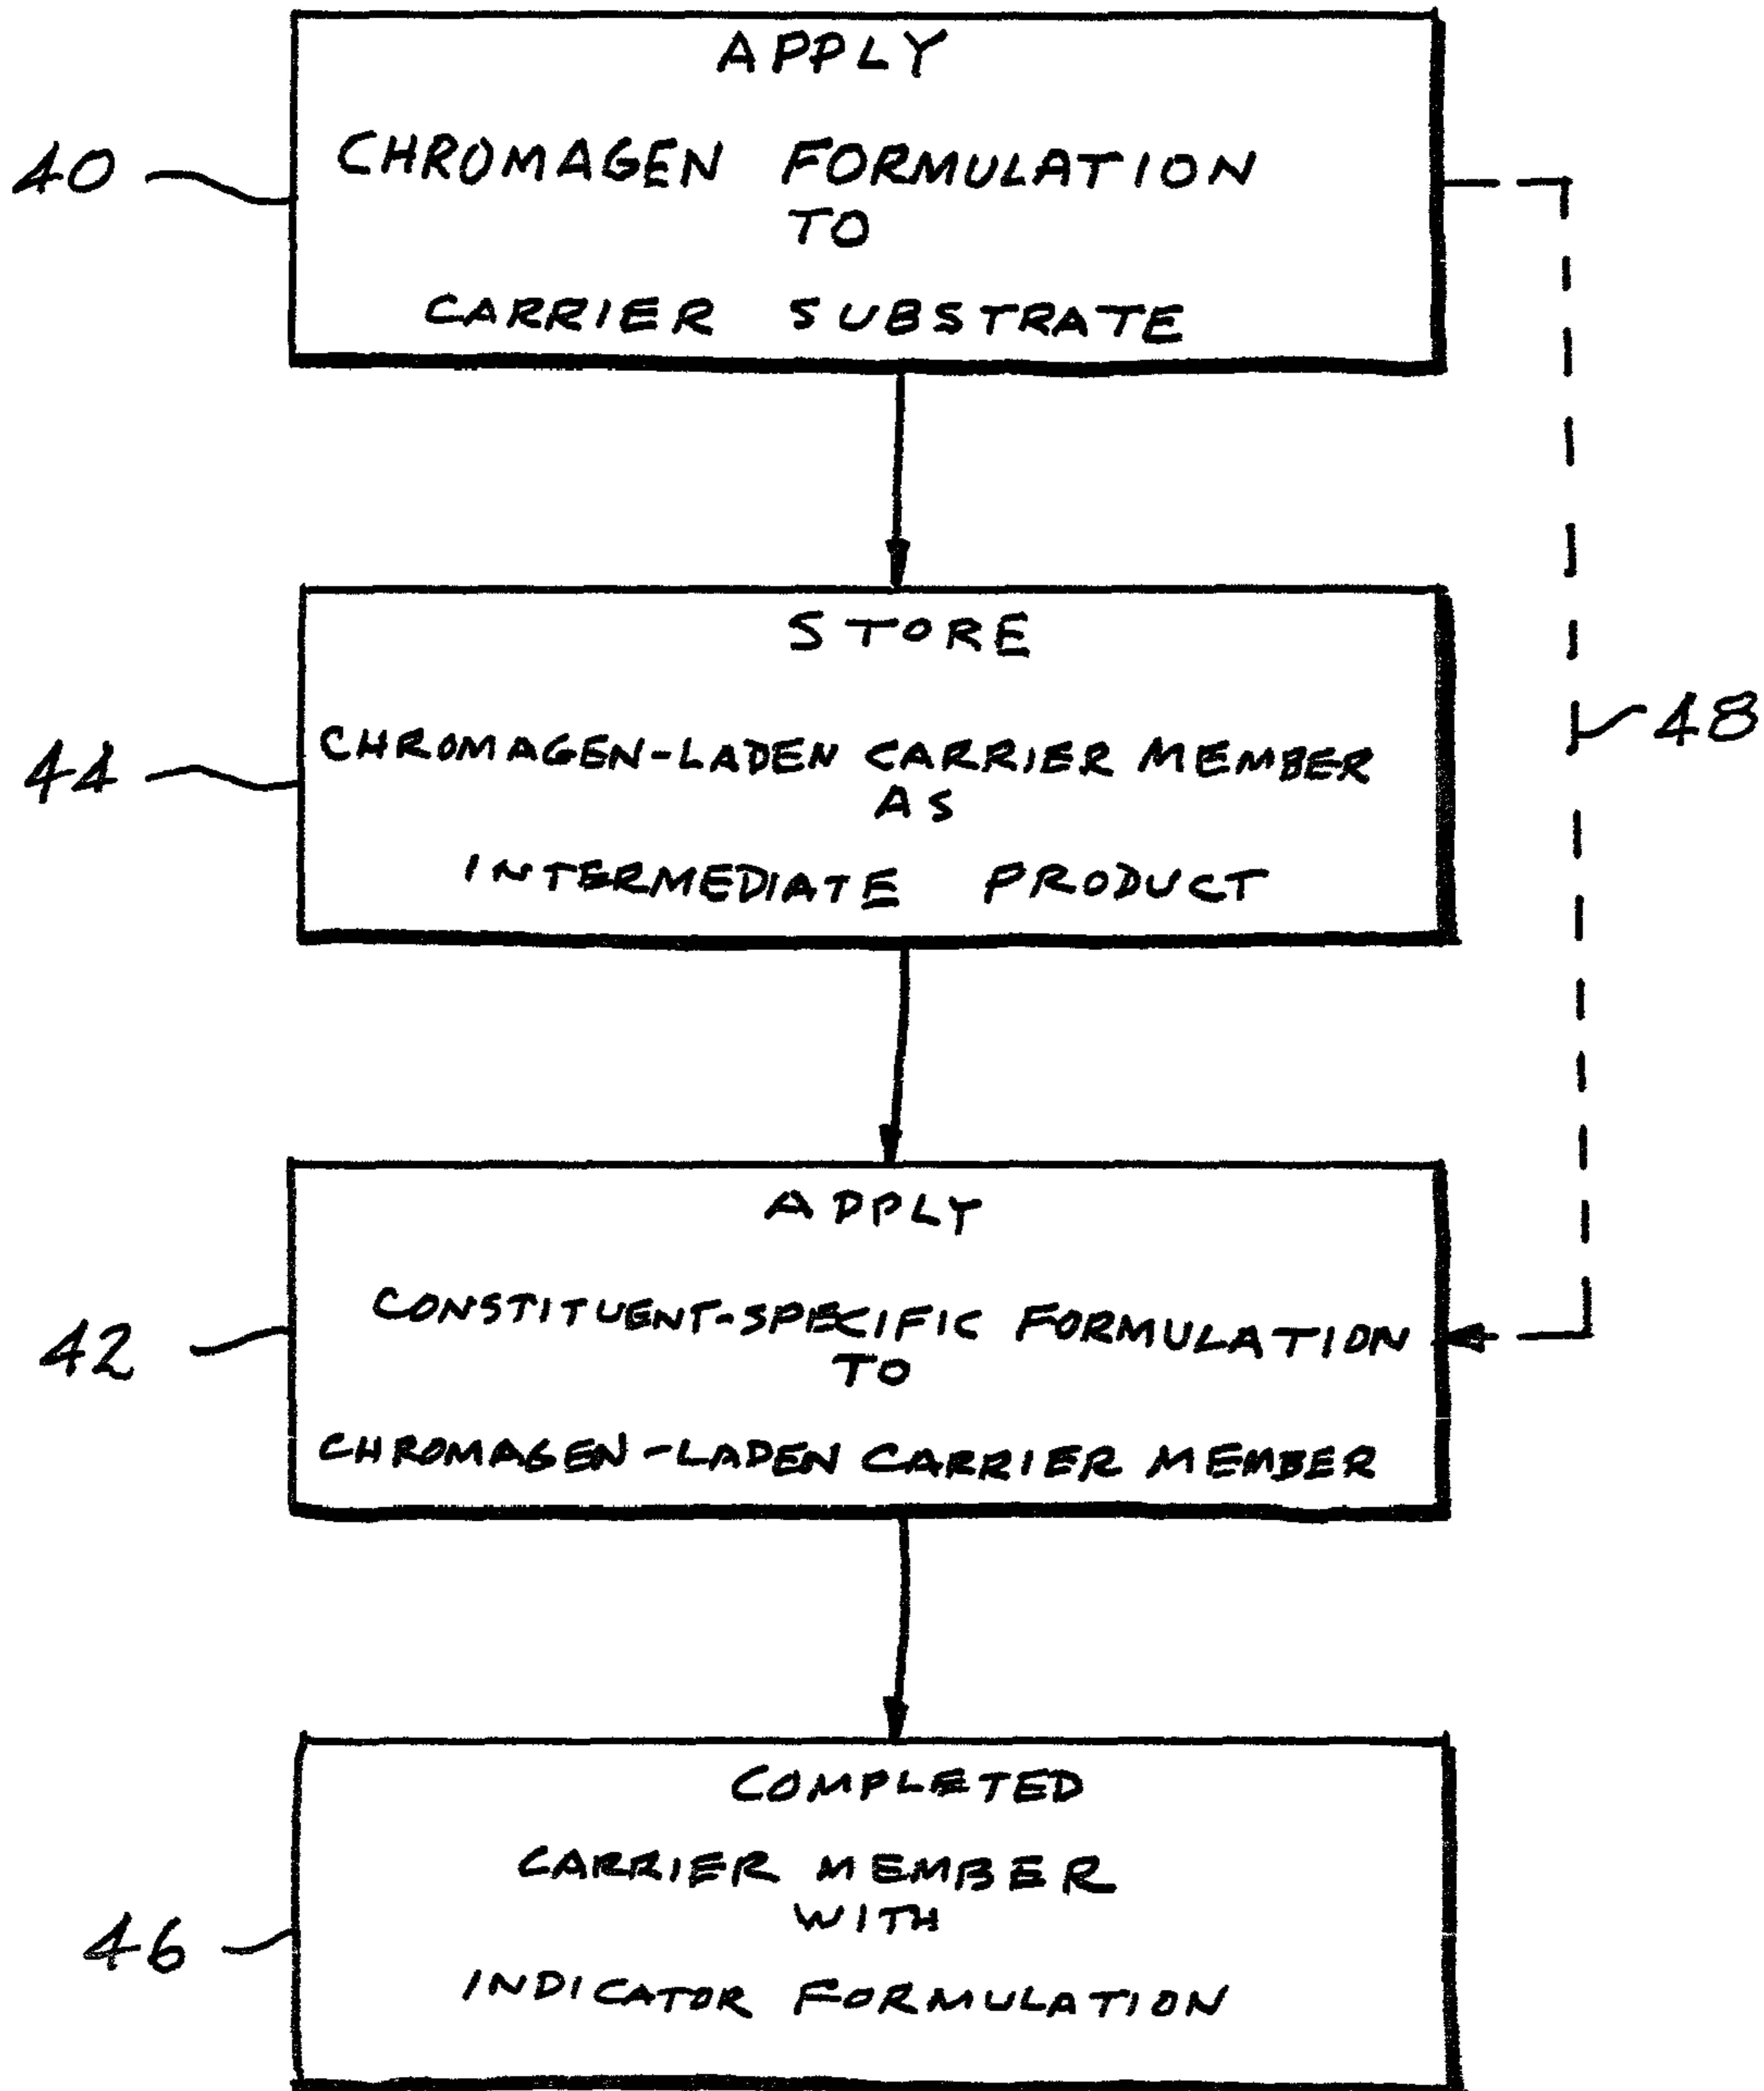 APPLY
40
CHROMAGEN FORMULATION
TO
CARRIER SUBSTRATE
STORE
48
44
CHROMAGEN-LADEN CARRIER MEMBER
AS
INTERMEDIATE PRODUCT
APPLY
42
CONSTITUENT-SPECIFIC FORMULATION
TO
CHROMAGEN-LADEN CARRIER MEMBER
COMPLETED
CARRIER MEMBER
WITH
46
INDICATOR FORMULATION